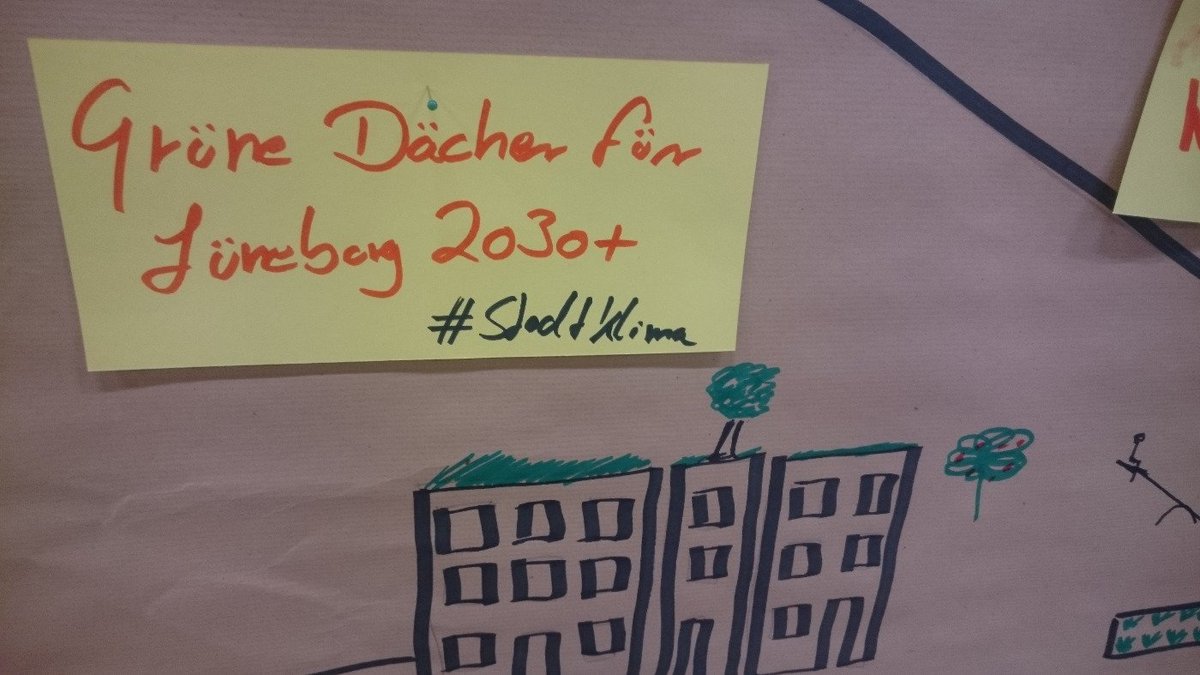 Grüne Dächer für
Lüneburg 2030+
#Stadtklima